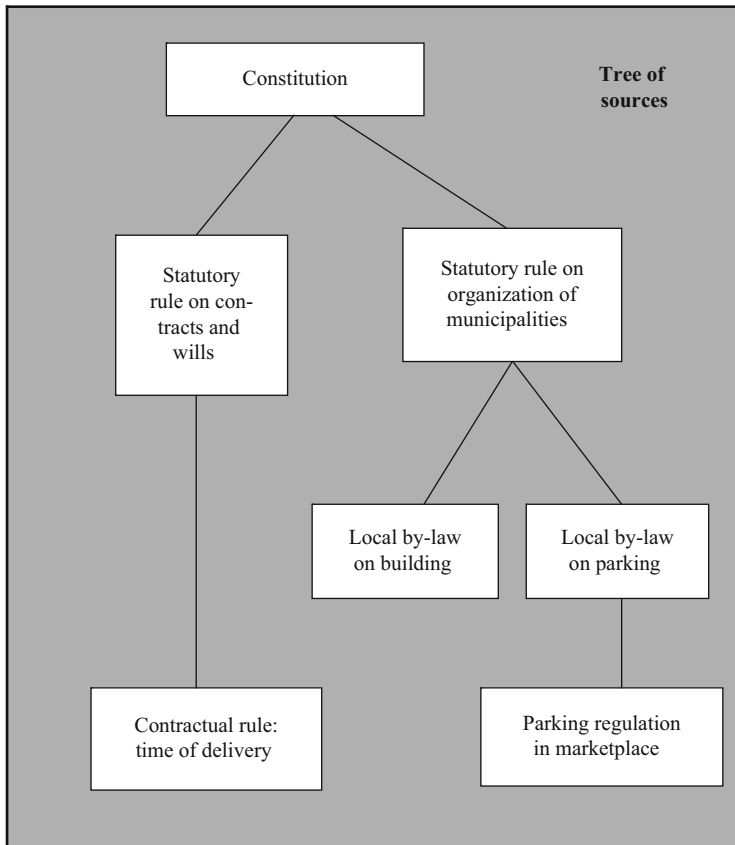 Tree of
sources
Constitution
Statutory
rule on con-
tracts and
wills
Statutory rule on
organization of
municipalities
Local by-law
on building
Local by-law
on parking
Contractual rule:
time of delivery
Parking regulation
in marketplace